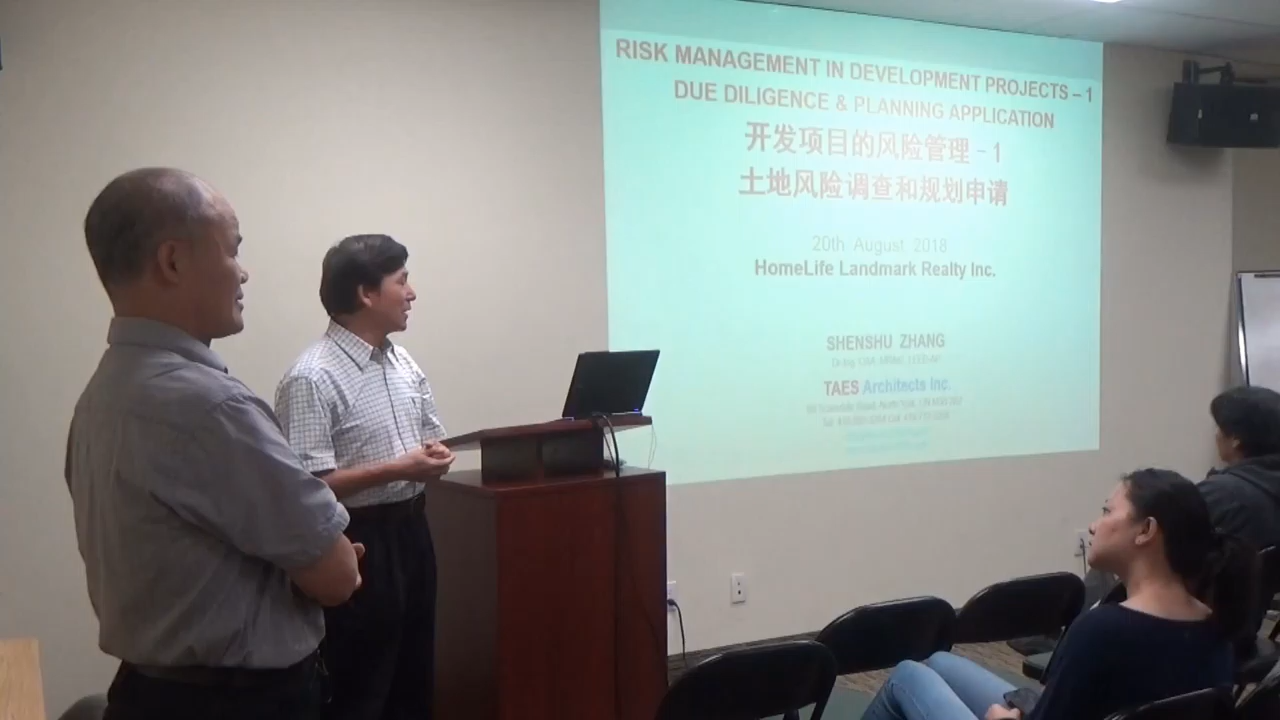 RISK MANAGEMENT IN DEVELOPMENT PROJECTS – 1
DUE DILIGENCE & PLANNING APPLICATION
开发项目的风险管理 – 1
土地风险调查和规划申请
20th August 2018
HomeLife Landmark Realty Inc.
SHENSHU ZHANG
TAES Architects Inc.